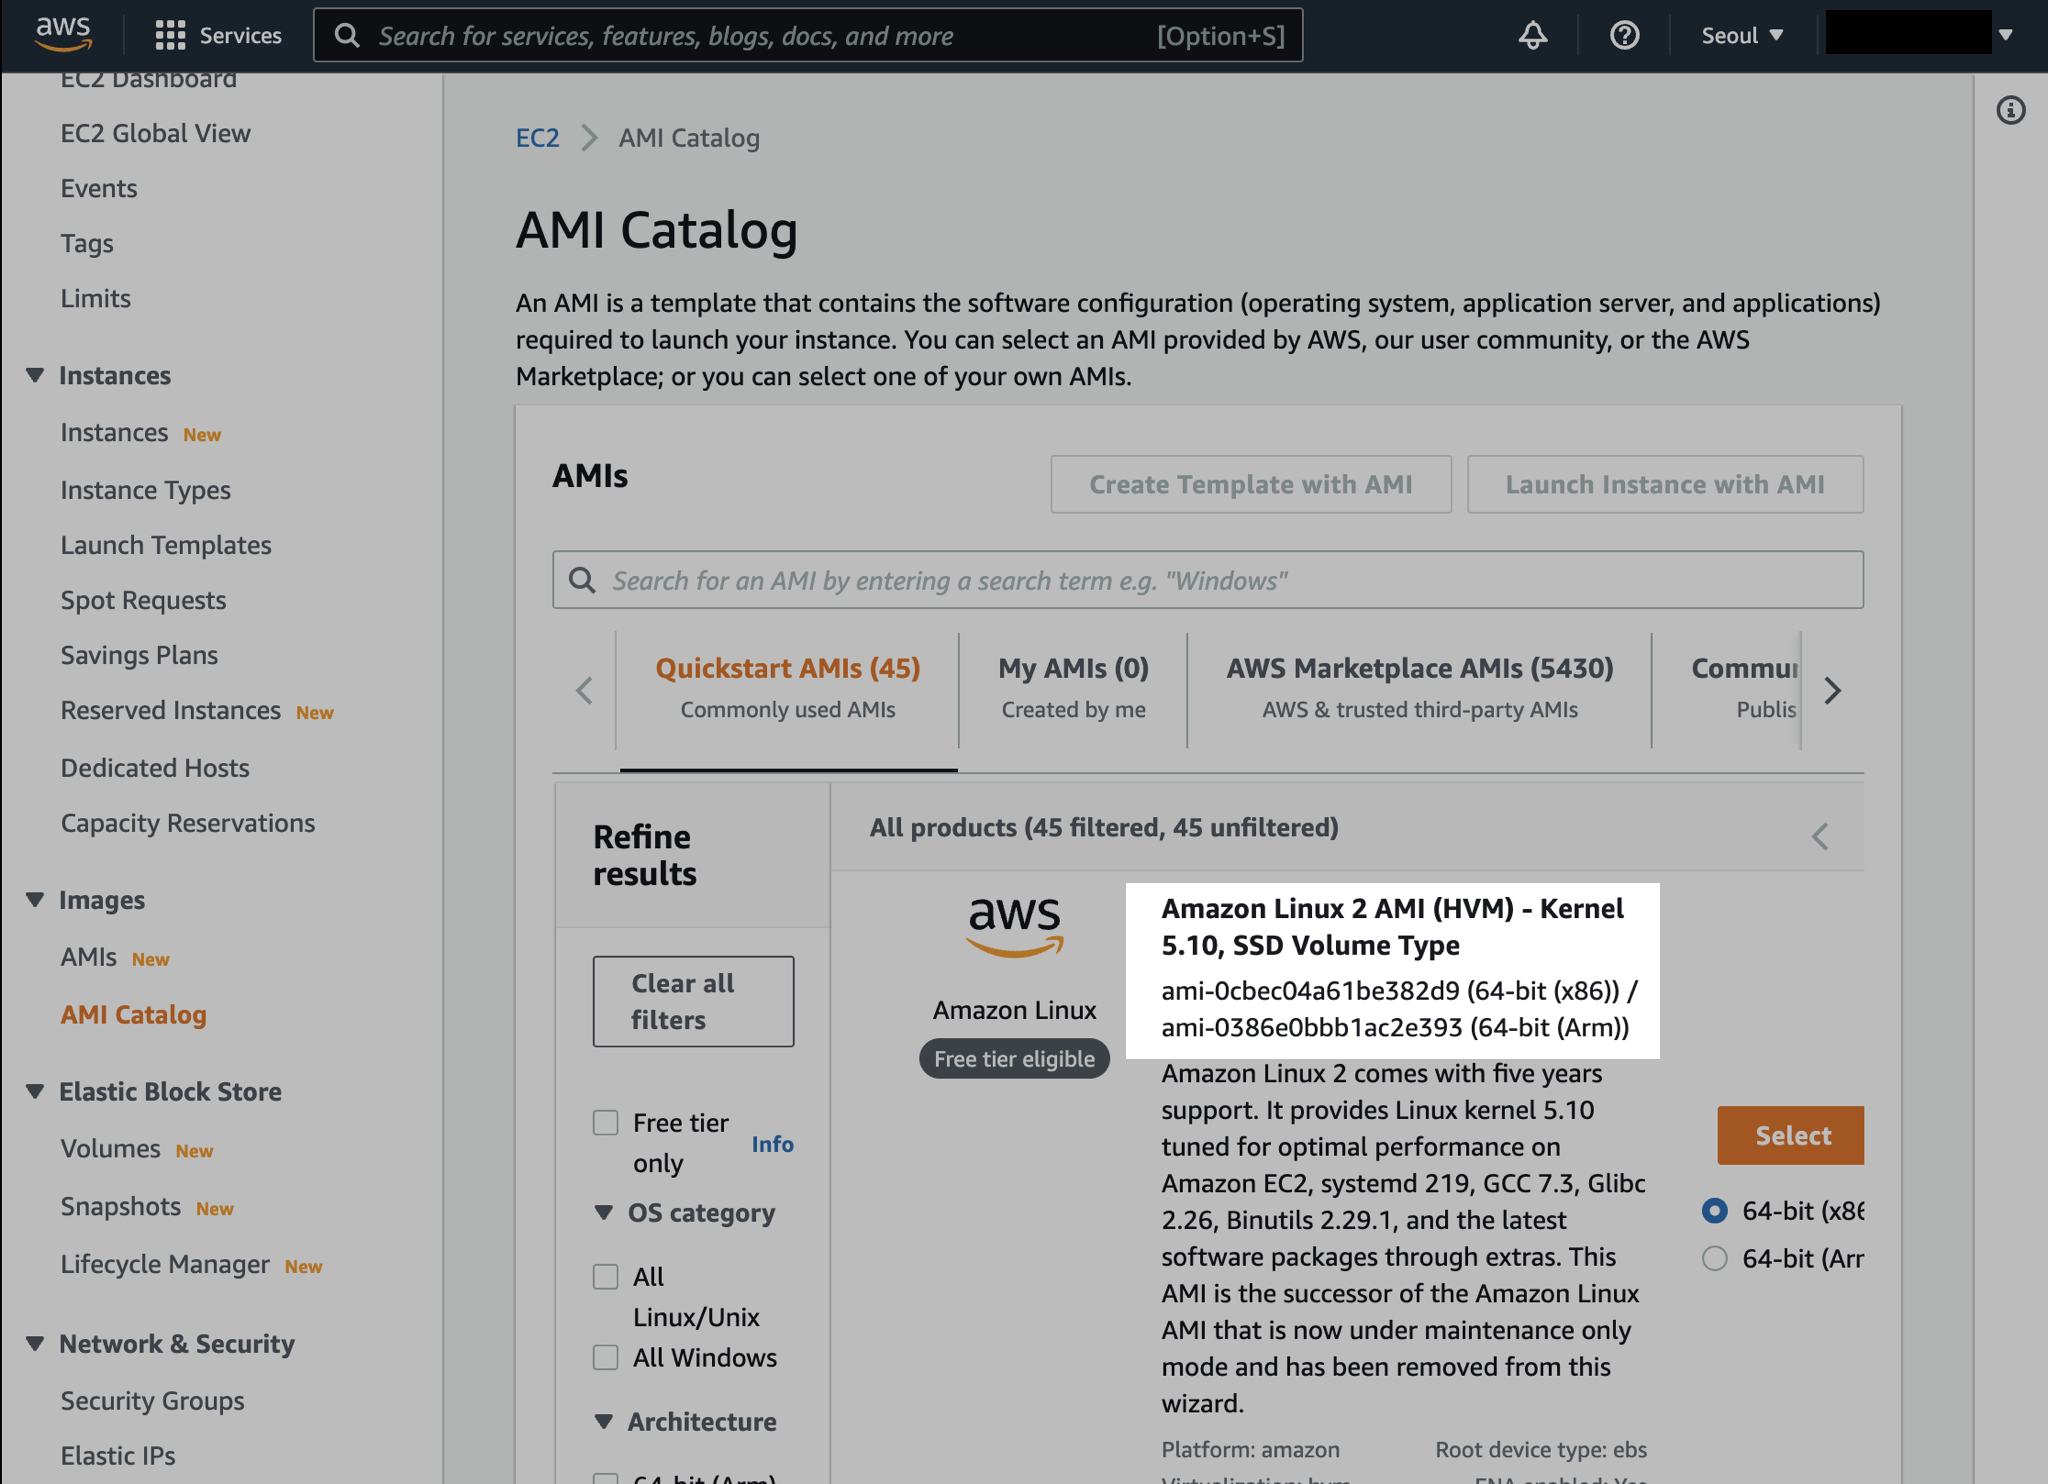 aws
Services
Search for services, features, blogs, docs, and more
[Option+S]
Seoul
EC2 Dashboard
EC2 Global View
Events
Tags
Limits
Instances
Instances New
Instance Types
Launch Templates
Spot Requests
Savings Plans
Reserved Instances New
Dedicated Hosts
Capacity Reservations
Images
AMIs New
AMI Catalog
Elastic Block Store
Volumes New
Snapshots New
Lifecycle Manager New
Network & Security
Security Groups
Elastic IPs
EC2 > AMI Catalog
AMI Catalog
An AMI is a template that contains the software configuration (operating system, application server, and applications)
required to launch your instance. You can select an AMI provided by AWS, our user community, or the AWS
Marketplace; or you can select one of your own AMIs.
AMIs
Create Template with AMI
Launch Instance with AMI
Search for an AMI by entering a search term e.g. "Windows"
Quickstart AMIs (45)
Commonly used AMIs
My AMIs (0)
Created by me
AWS Marketplace AMIs (5430)
AWS & trusted third-party AMIs
Commun
Publis
Refine
results
Clear all
filters
Free tier
only
Info
OS category
All
Linux/Unix
All Windows
Architecture
64-bit (Arm)
All products (45 filtered, 45 unfiltered)
aws
Amazon Linux
Free tier eligible
Amazon Linux 2 AMI (HVM) - Kernel
5.10, SSD Volume Type
ami-0cbec04a61be382d9 (64-bit (x86)) /
ami-0386e0bbb1ac2e393 (64-bit (Arm))
Amazon Linux 2 comes with five years
support. It provides Linux kernel 5.10
tuned for optimal performance on
Amazon EC2, systemd 219, GCC 7.3, Glibc
2.26, Binutils 2.29.1, and the latest
software packages through extras. This
AMI is the successor of the Amazon Linux
AMI that is now under maintenance only
mode and has been removed from this
wizard.
Platform: amazon
Root device type: ebs
Virtualization: hvm
ENA enabled: Yes
Select
64-bit (x86
64-bit (Arm